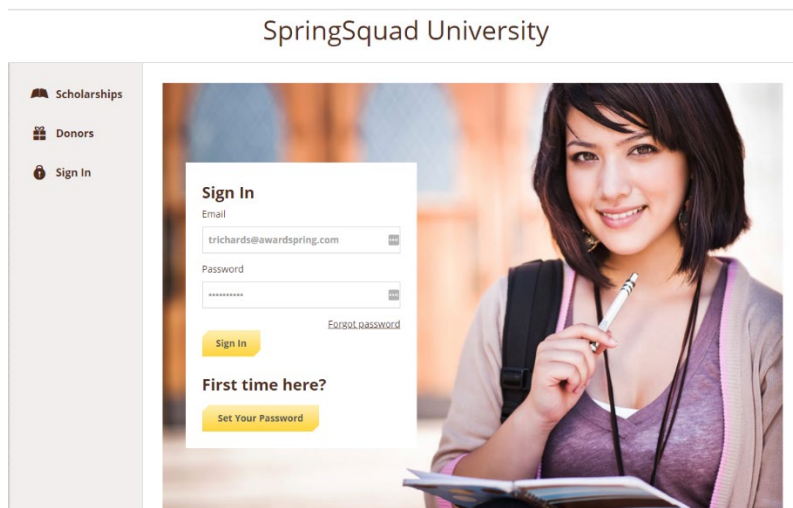 SpringSquad University
Scholarships
Donors
Sign In
Sign In
Email
trichards@awardspring.com
Password
••••••••••
Forgot password
Sign In
First time here?
Set Your Password